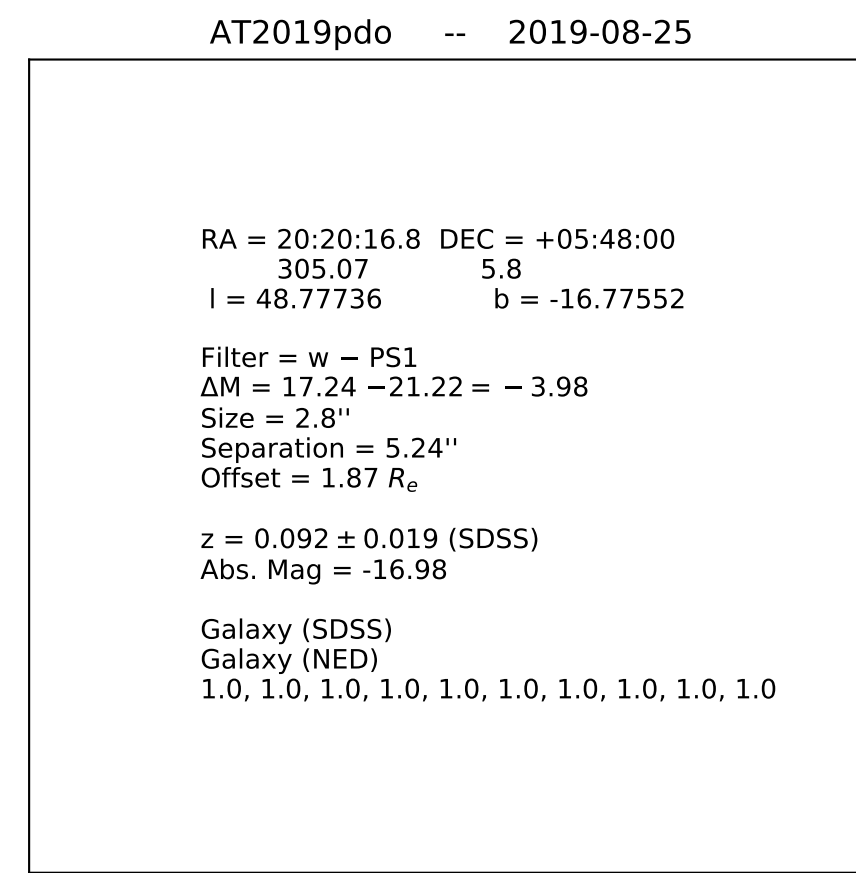 AT2019pdo -- 2019-08-25
RA = 20:20:16.8 DEC = +05:48:00
305.07 5.8
l = 48.77736 b = -16.77552
Filter = w − PS1
ΔM = 17.24 −21.22 = − 3.98
Size = 2.8''
Separation = 5.24''
Offset = 1.87 Re
z = 0.092 ± 0.019 (SDSS)
Abs. Mag = -16.98
Galaxy (SDSS)
Galaxy (NED)
1.0, 1.0, 1.0, 1.0, 1.0, 1.0, 1.0, 1.0, 1.0, 1.0